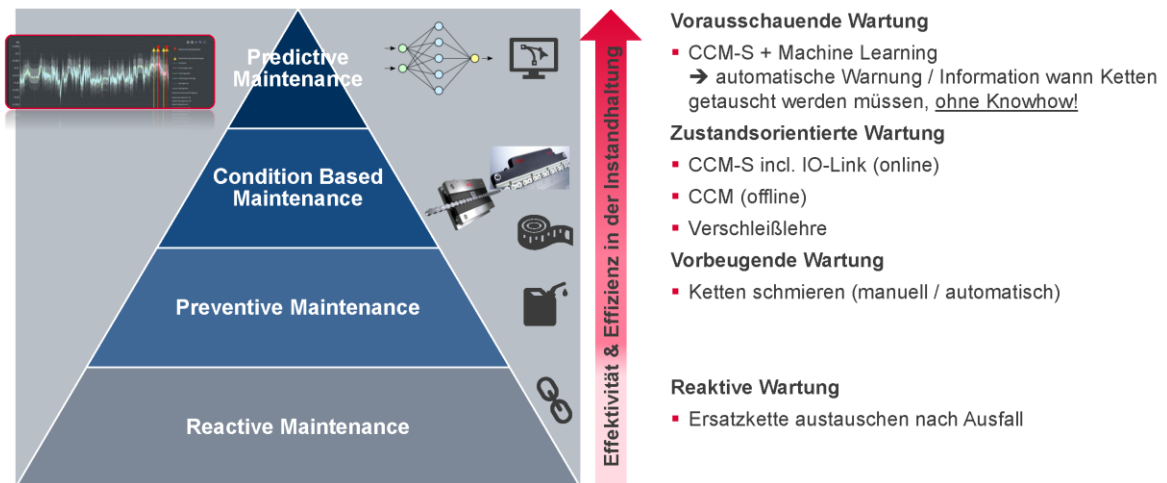 Predictive
Maintenance
Condition Based
Maintenance
Preventive Maintenance
Reactive Maintenance
Effektivität & Effizienz in der Instandhaltung
Vorausschauende Wartung
▪ CCM-S + Machine Learning
➔ automatische Warnung / Information wann Ketten
getauscht werden müssen, ohne Knowhow!
Zustandsorientierte Wartung
▪ CCM-S incl. IO-Link (online)
▪ CCM (offline)
▪ Verschleißlehre
Vorbeugende Wartung
▪ Ketten schmieren (manuell / automatisch)
Reaktive Wartung
▪ Ersatzkette austauschen nach Ausfall